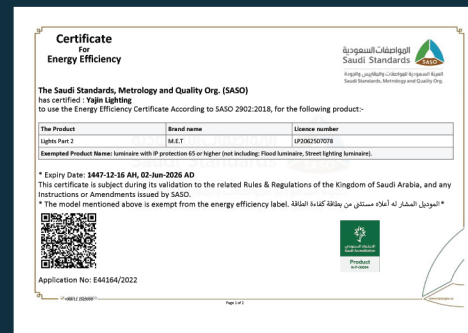 Certificate
For
Energy Efficiency
المواصفات السعودية
Saudi Standards
SASO
الهيئة السعودية للمواصفات والمقاييس والجودة
Saudi Standards, Metrology and Quality Org.
The Saudi Standards, Metrology and Quality Org. (SASO)
has certified : Yajin Lighting
to use the Energy Efficiency Certificate According to SASO 2902:2018, for the following product:-
The Product Brand name Licence number
Lights Part 2 M.E.T LP2062507078
Exempted Product Name: luminaire with IP protection 65 or higher (not including: Flood luminaire, Street lighting luminaire).
* Expiry Date: 1447-12-16 AH, 02-Jun-2026 AD
This certificate is subject during its validation to the related Rules & Regulations of the Kingdom of Saudi Arabia, and any
Instructions or Amendments issued by SASO.
* The model mentioned above is exempt from the energy efficiency label. الموديل المشار له أعلاه مستثنى من بطاقة كفاءة الطاقة *
الاعتماد السعودي
Saudi Accreditation
Product
Application No: E44164/2022
Page 1 of 2